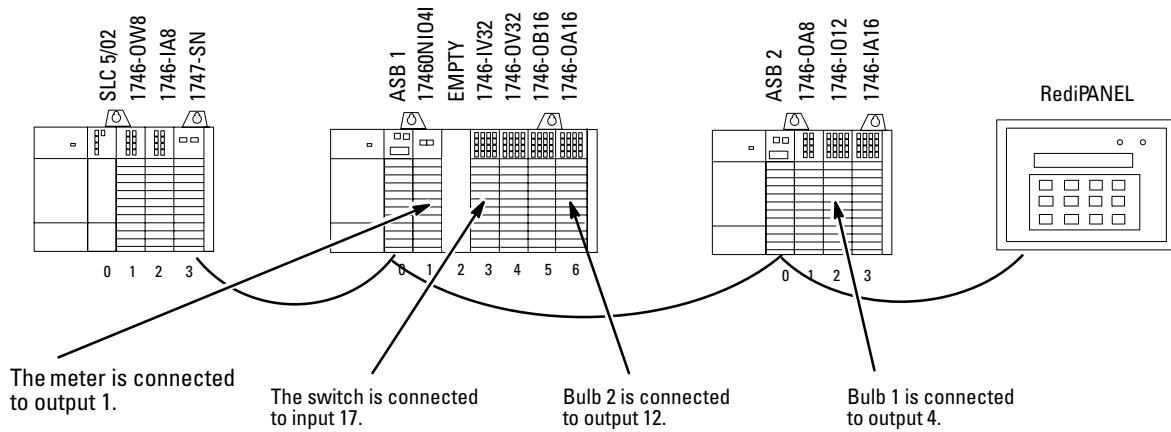 SLC 5/02
1746-OW8
1746-IA8
1747-SN
ASB 1
17460NIO4I
EMPTY
1746-IV32
1746-OV32
1746-OB16
1746-OA16
ASB 2
1746-OA8
1746-IO12
1746-IA16
RediPANEL
0 1 2 3
0 1 2 3 4 5 6
0 1 2 3
The meter is connected
to output 1.
The switch is connected
to input 17.
Bulb 2 is connected
to output 12.
Bulb 1 is connected
to output 4.